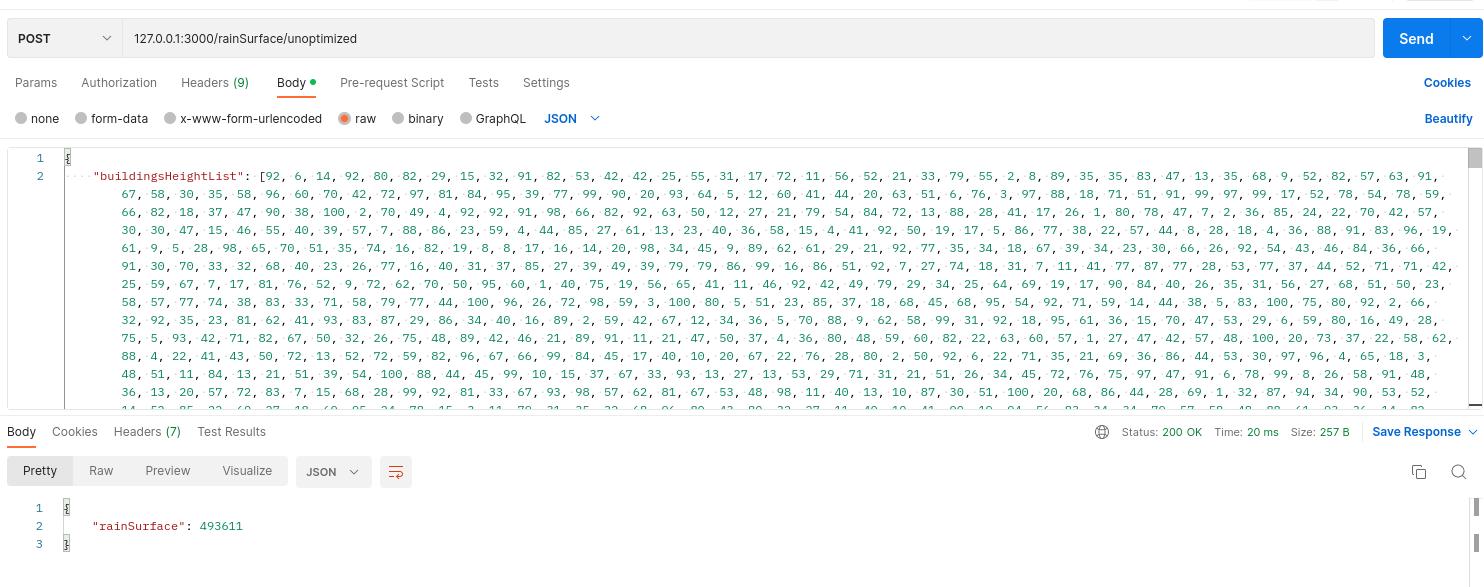 POST 127.0.0.1:3000/rainSurface/unoptimized Send
Params Authorization Headers (9) Body Pre-request Script Tests Settings Cookies
none form-data x-www-form-urlencoded raw binary GraphQL JSON Beautify
1 {
2 "buildingsHeightList": [92, 6, 14, 92, 80, 82, 29, 15, 32, 91, 82, 53, 42, 42, 25, 55, 31, 17, 72, 11, 56, 52, 21, 33, 79, 55, 2, 8, 89, 35, 35, 83, 47, 13, 35, 68, 9, 52, 82, 57, 63, 91,
67, 58, 30, 35, 58, 96, 60, 70, 42, 72, 97, 81, 84, 95, 39, 77, 99, 90, 20, 93, 64, 5, 12, 60, 41, 44, 20, 63, 51, 6, 76, 3, 97, 88, 18, 71, 51, 91, 99, 97, 99, 17, 52, 78, 54, 78, 59,
66, 82, 18, 37, 47, 90, 38, 100, 2, 70, 49, 4, 92, 92, 91, 98, 66, 82, 92, 63, 50, 12, 27, 21, 79, 54, 84, 72, 13, 88, 28, 41, 17, 26, 1, 80, 78, 47, 7, 2, 36, 85, 24, 22, 70, 42, 57,
30, 30, 47, 15, 46, 55, 40, 39, 57, 7, 88, 86, 23, 59, 4, 44, 85, 27, 61, 13, 23, 40, 36, 58, 15, 4, 41, 92, 50, 19, 17, 5, 86, 77, 38, 22, 57, 44, 8, 28, 18, 4, 36, 88, 91, 83, 96, 19,
61, 9, 5, 28, 98, 65, 70, 51, 35, 74, 16, 82, 19, 8, 8, 17, 16, 14, 20, 98, 34, 45, 9, 89, 62, 61, 29, 21, 92, 77, 35, 34, 18, 67, 39, 34, 23, 30, 66, 26, 92, 54, 43, 46, 84, 36, 66,
91, 30, 70, 33, 32, 68, 40, 23, 26, 77, 16, 40, 31, 37, 85, 27, 39, 49, 39, 79, 79, 86, 99, 16, 86, 51, 92, 7, 27, 74, 18, 31, 7, 11, 41, 77, 87, 77, 28, 53, 77, 37, 44, 52, 71, 71, 42,
25, 59, 67, 7, 17, 81, 76, 52, 9, 72, 62, 70, 50, 95, 60, 1, 40, 75, 19, 56, 65, 41, 11, 46, 92, 42, 49, 79, 29, 34, 25, 64, 69, 19, 17, 90, 84, 40, 26, 35, 31, 56, 27, 68, 51, 50, 23,
58, 57, 77, 74, 38, 83, 33, 71, 58, 79, 77, 44, 100, 96, 26, 72, 98, 59, 3, 100, 80, 5, 51, 23, 85, 37, 18, 68, 45, 68, 95, 54, 92, 71, 59, 14, 44, 38, 5, 83, 100, 75, 80, 92, 2, 66,
32, 92, 35, 23, 81, 62, 41, 93, 83, 87, 29, 86, 34, 40, 16, 89, 2, 59, 42, 67, 12, 34, 36, 5, 70, 88, 9, 62, 58, 99, 31, 92, 18, 95, 61, 36, 15, 70, 47, 53, 29, 6, 59, 80, 16, 49, 28,
75, 5, 93, 42, 71, 82, 67, 50, 32, 26, 75, 48, 89, 42, 46, 21, 89, 91, 11, 21, 47, 50, 37, 4, 36, 80, 48, 59, 60, 82, 22, 63, 60, 57, 1, 27, 47, 42, 57, 48, 100, 20, 73, 37, 22, 58, 62,
88, 4, 22, 41, 43, 50, 72, 13, 52, 72, 59, 82, 96, 67, 66, 99, 84, 45, 17, 40, 10, 20, 67, 22, 76, 28, 80, 2, 50, 92, 6, 22, 71, 35, 21, 69, 36, 86, 44, 53, 30, 97, 96, 4, 65, 18, 3,
48, 51, 11, 84, 13, 21, 51, 39, 54, 100, 88, 44, 45, 99, 10, 15, 37, 67, 33, 93, 13, 27, 13, 53, 29, 71, 31, 21, 51, 26, 34, 45, 72, 76, 75, 97, 47, 91, 6, 78, 99, 8, 26, 58, 91, 48,
36, 13, 20, 57, 72, 83, 7, 15, 68, 28, 99, 92, 81, 33, 67, 93, 98, 57, 62, 81, 67, 53, 48, 98, 11, 40, 13, 10, 87, 30, 51, 100, 20, 68, 86, 44, 28, 69, 1, 32, 87, 94, 34, 90, 53, 52,
Body Cookies Headers (7) Test Results Status: 200 OK Time: 20 ms Size: 257 B Save Response
Pretty Raw Preview Visualize JSON
1 {
2 "rainSurface": 493611
3 }